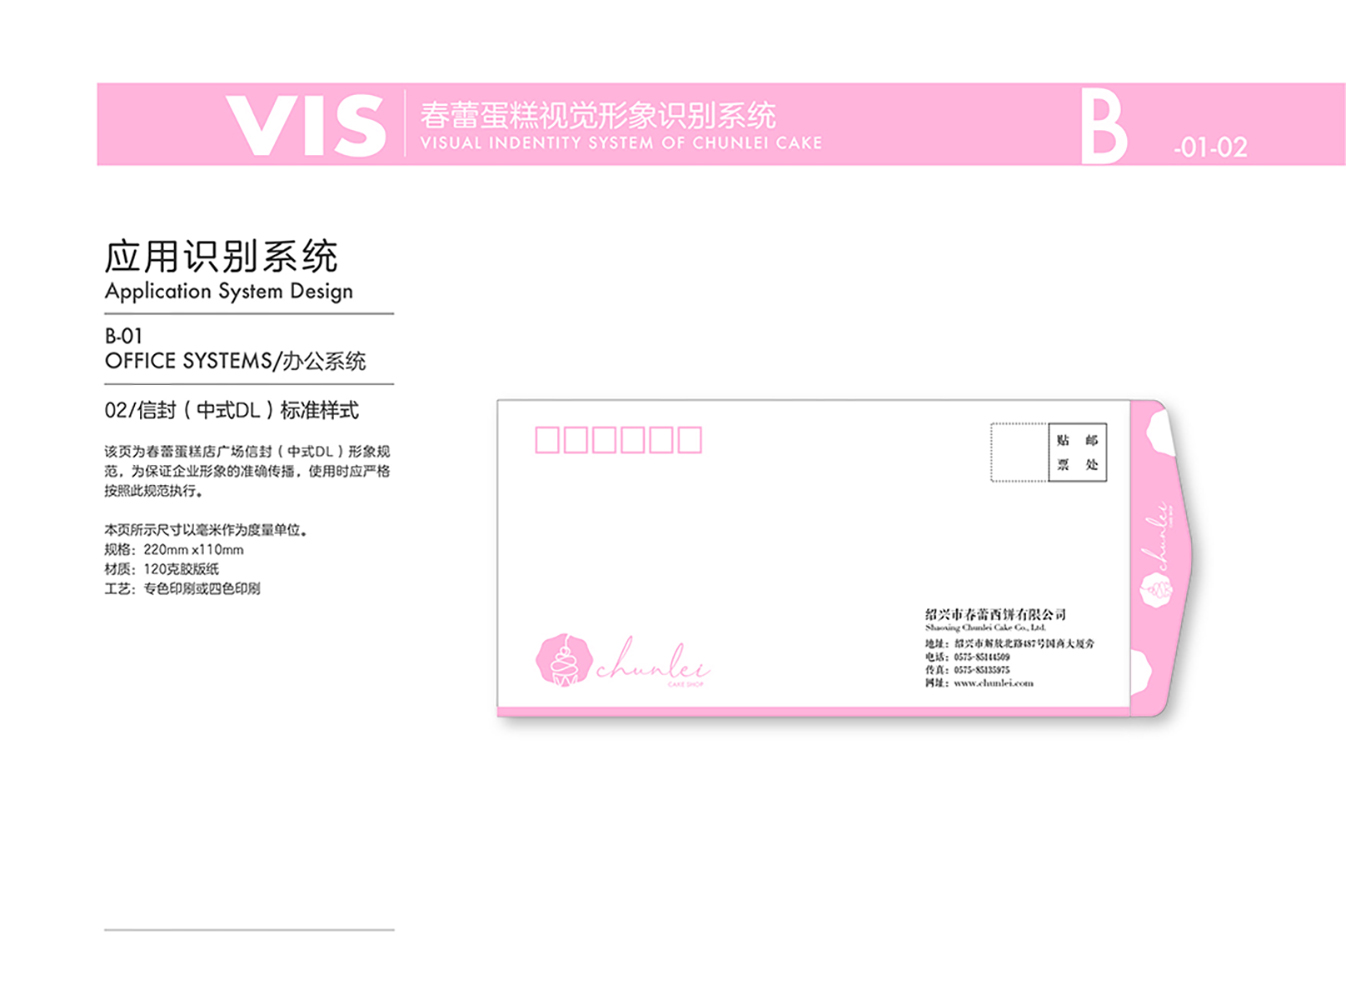 VIS
春蕾蛋糕视觉形象识别系统
VISUAL INDENTITY SYSTEM OF CHUNLEI CAKE
B -01-02
应用识别系统
Application System Design
B-01
OFFICE SYSTEMS/办公系统
02/信封（中式DL）标准样式
该页为春蕾蛋糕店广场信封（中式DL）形象规
范，为保证企业形象的准确传播，使用时应严格
按照此规范执行。
本页所示尺寸以毫米作为度量单位。
规格：220mm x110mm
材质：120克胶版纸
工艺：专色印刷或四色印刷
贴 邮
票 处
chunlei
CAKE SHOP
绍兴市春蕾西饼有限公司
Shaoxing Chunlei Cake Co., Ltd.
地址：绍兴市解放北路487号国商大厦旁
电话：0575-85144509
传真：0575-85135975
网址：www.chunlei.com
chunlei
CAKE SHOP